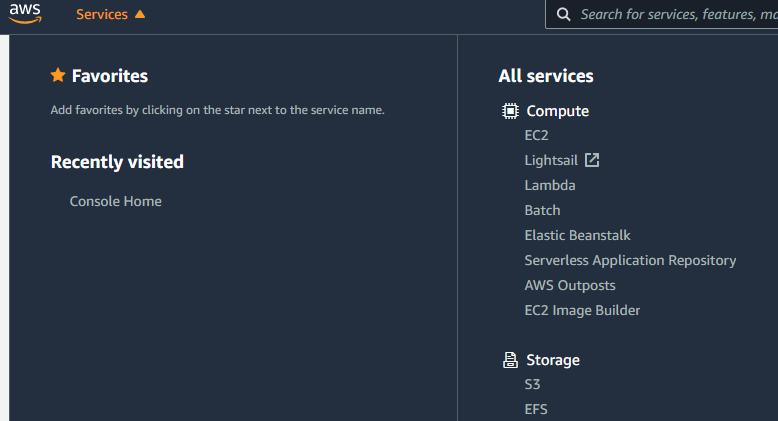 aws
Services
Search for services, features, ma
Favorites
Add favorites by clicking on the star next to the service name.
Recently visited
Console Home
All services
Compute
EC2
Lightsail
Lambda
Batch
Elastic Beanstalk
Serverless Application Repository
AWS Outposts
EC2 Image Builder
Storage
S3
EFS